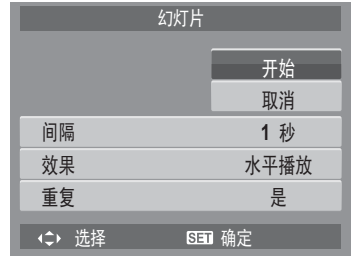 幻灯片
开始
取消
间隔 1 秒
效果 水平播放
重复 是
选择 SET 确定